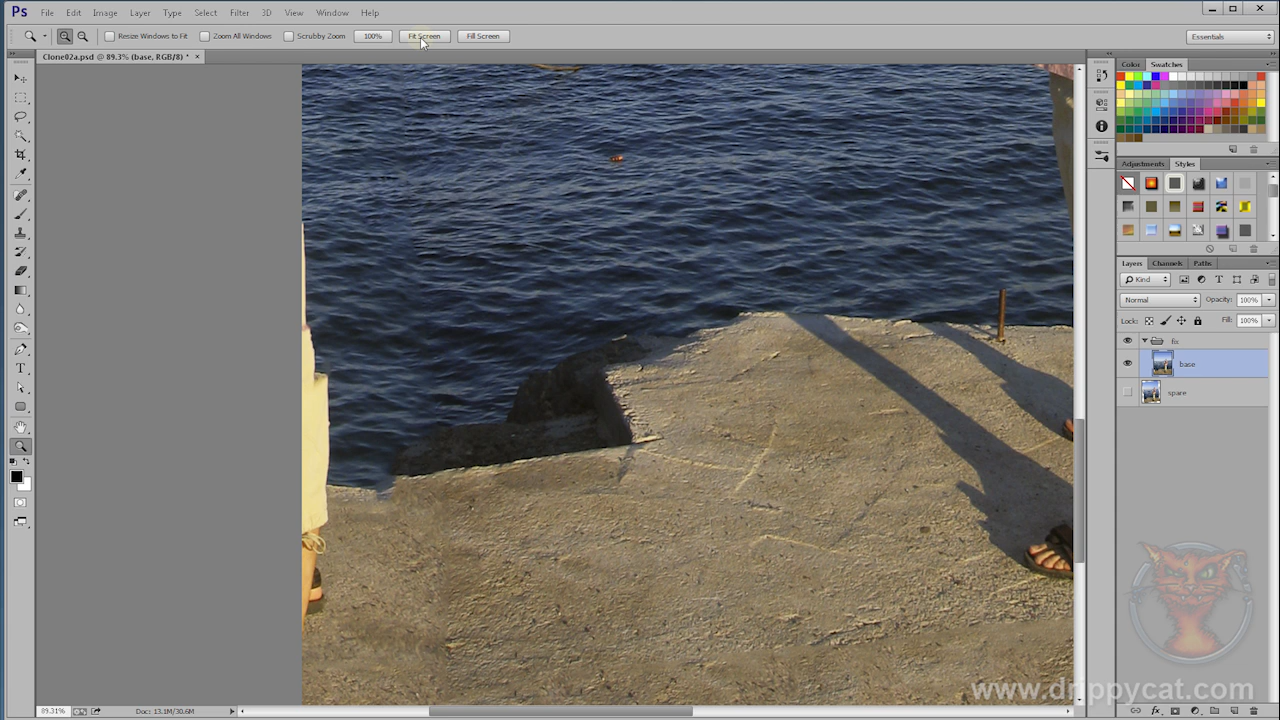 Ps File Edit Image Layer Type Select Filter 3D View Window Help
Resize Windows to Fit Zoom All Windows Scrubby Zoom 100% Fit Screen Fill Screen Essentials
Clone02a.psd @ 89.3% (base, RGB/8) * ×
Color Swatches
Adjustments Styles
Layers Channels Paths
Kind
Normal Opacity: 100%
Lock: Fill: 100%
fix
base
spare
www.drippycat.com
89.31% Doc: 13.1M/30.6M